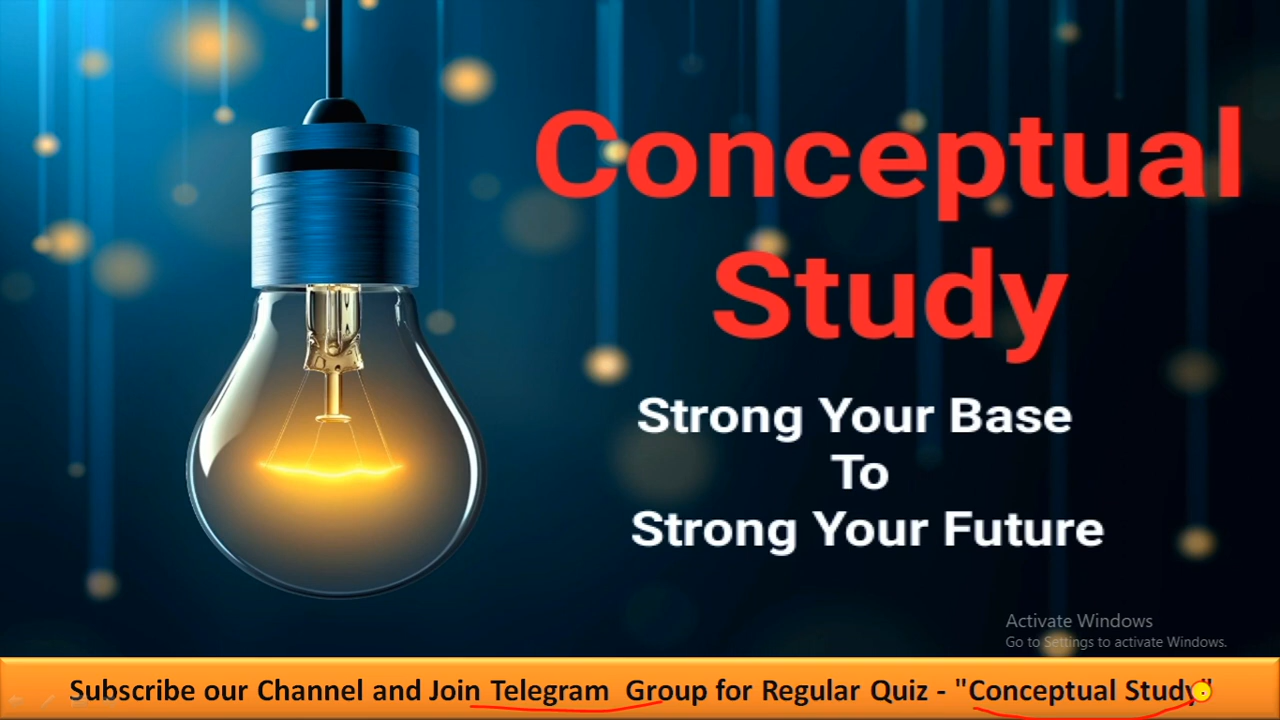 Conceptual
Study
Strong Your Base
To
Strong Your Future
Activate Windows
Go to Settings to activate Windows.
Subscribe our Channel and Join Telegram Group for Regular Quiz - "Conceptual Study"